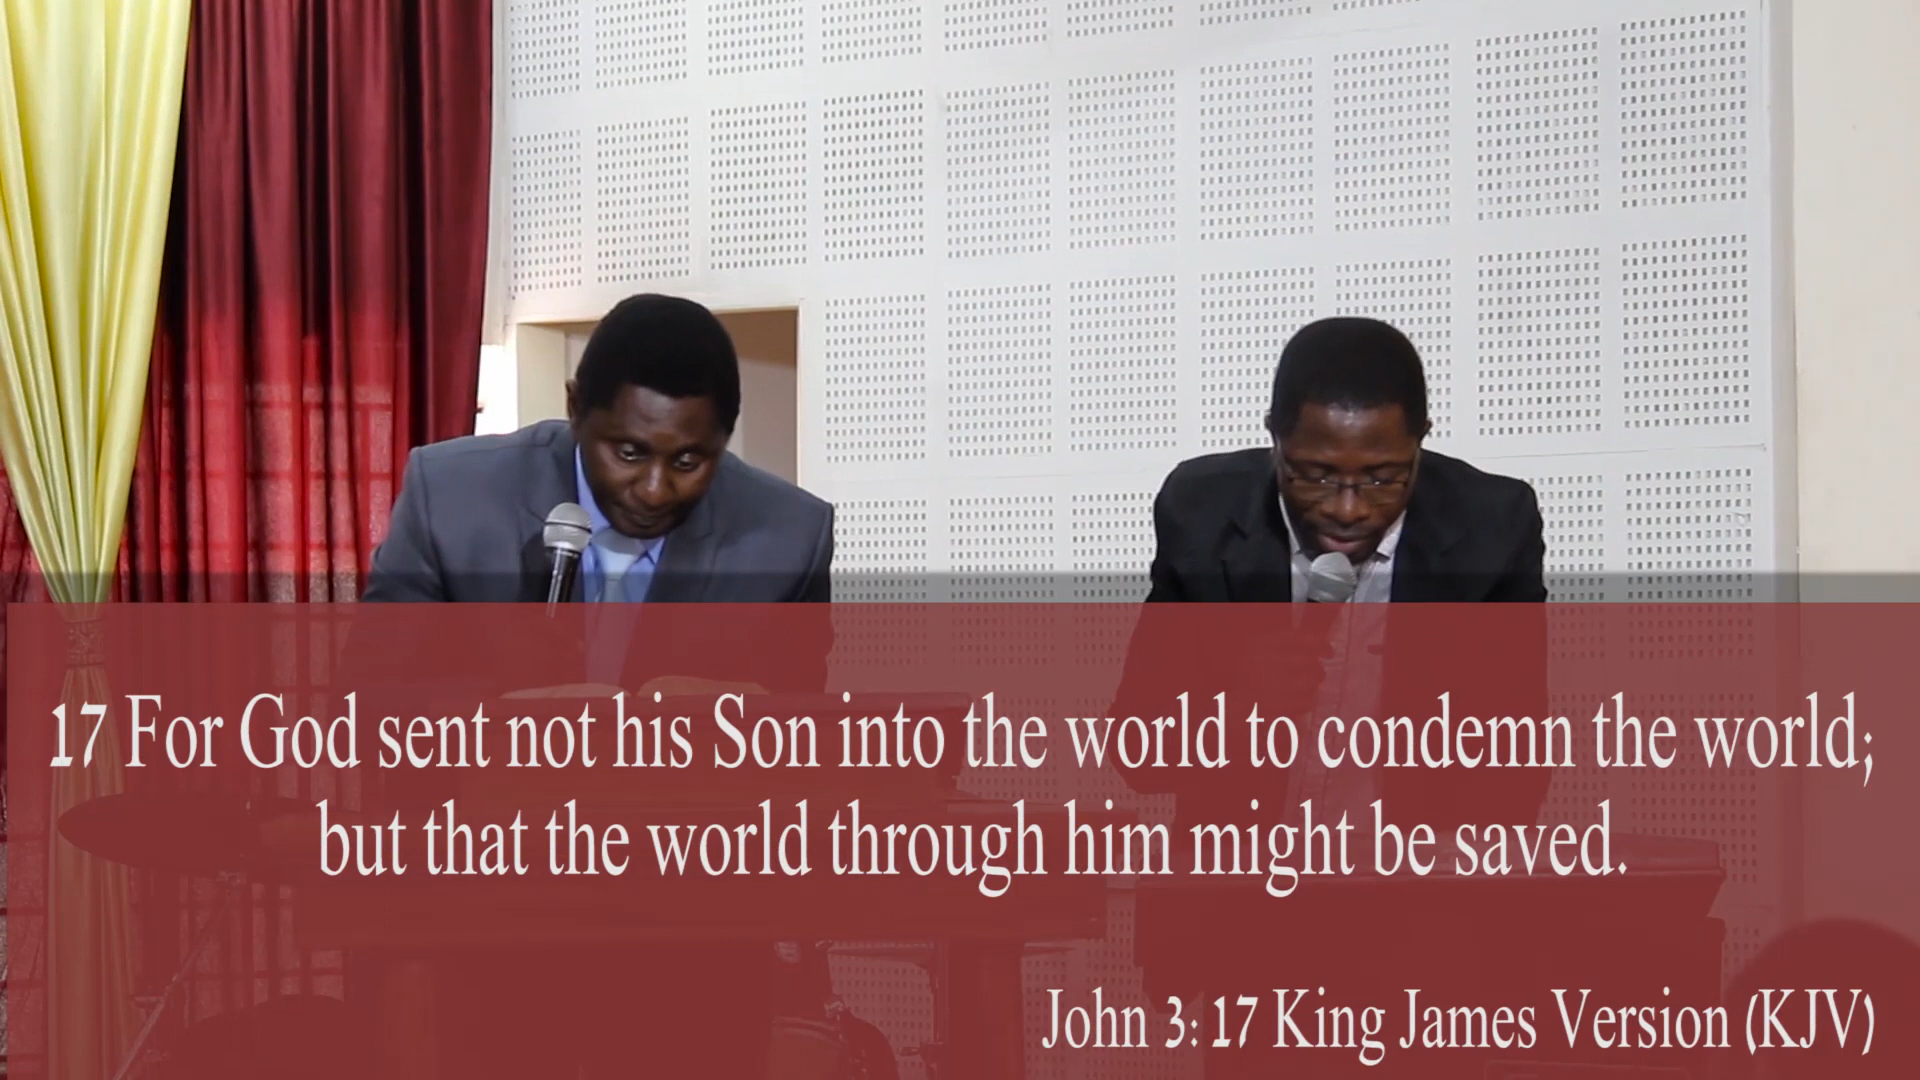 17 For God sent not his Son into the world to condemn the world;
but that the world through him might be saved.
John 3: 17 King James Version (KJV)